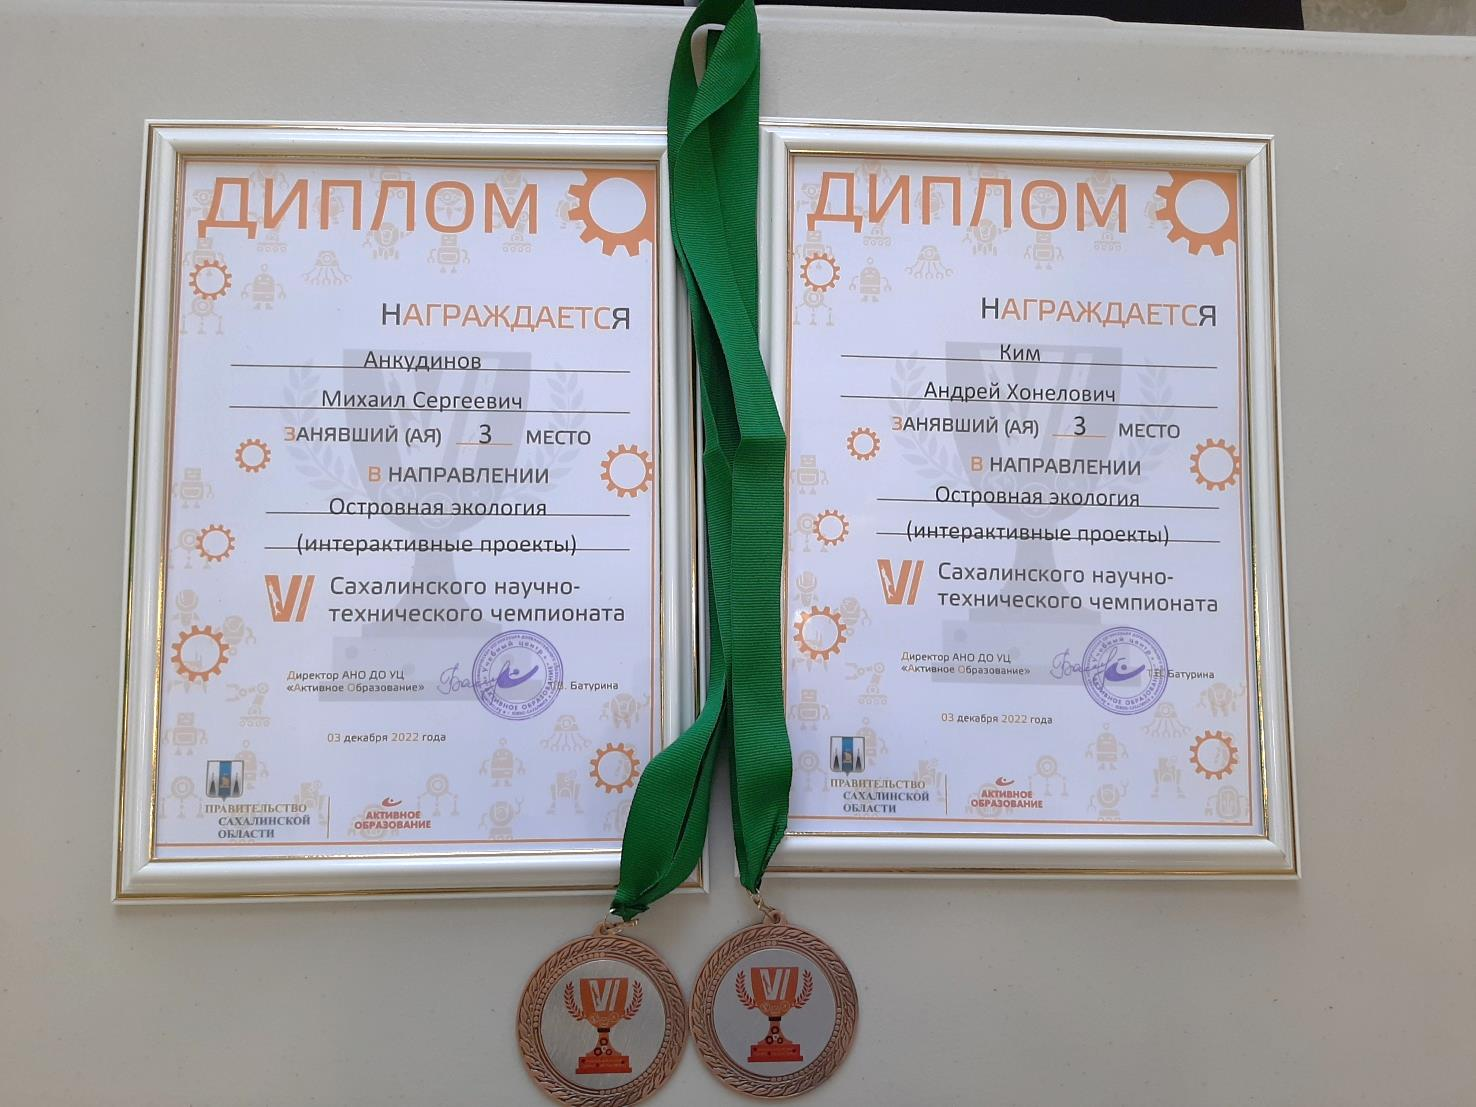 ДИПЛОМ
НАГРАЖДАЕТСЯ
Анкудинов
Михаил Сергеевич
ЗАНЯВШИЙ (АЯ) 3 МЕСТО
В НАПРАВЛЕНИИ
Островная экология
(интерактивные проекты)
VI Сахалинского научно-
технического чемпионата
Директор АНО ДО УЦ
«Активное Образование»
Батурина
03 декабря 2022 года
ПРАВИТЕЛЬСТВО
САХАЛИНСКОЙ
ОБЛАСТИ
АКТИВНОЕ
ОБРАЗОВАНИЕ
ДИПЛОМ
НАГРАЖДАЕТСЯ
Ким
Андрей Хонелович
ЗАНЯВШИЙ (АЯ) 3 МЕСТО
В НАПРАВЛЕНИИ
Островная экология
(интерактивные проекты)
VI Сахалинского научно-
технического чемпионата
Директор АНО ДО УЦ
«Активное Образование»
Батурина
03 декабря 2022 года
ПРАВИТЕЛЬСТВО
САХАЛИНСКОЙ
ОБЛАСТИ
АКТИВНОЕ
ОБРАЗОВАНИЕ
VI
VI